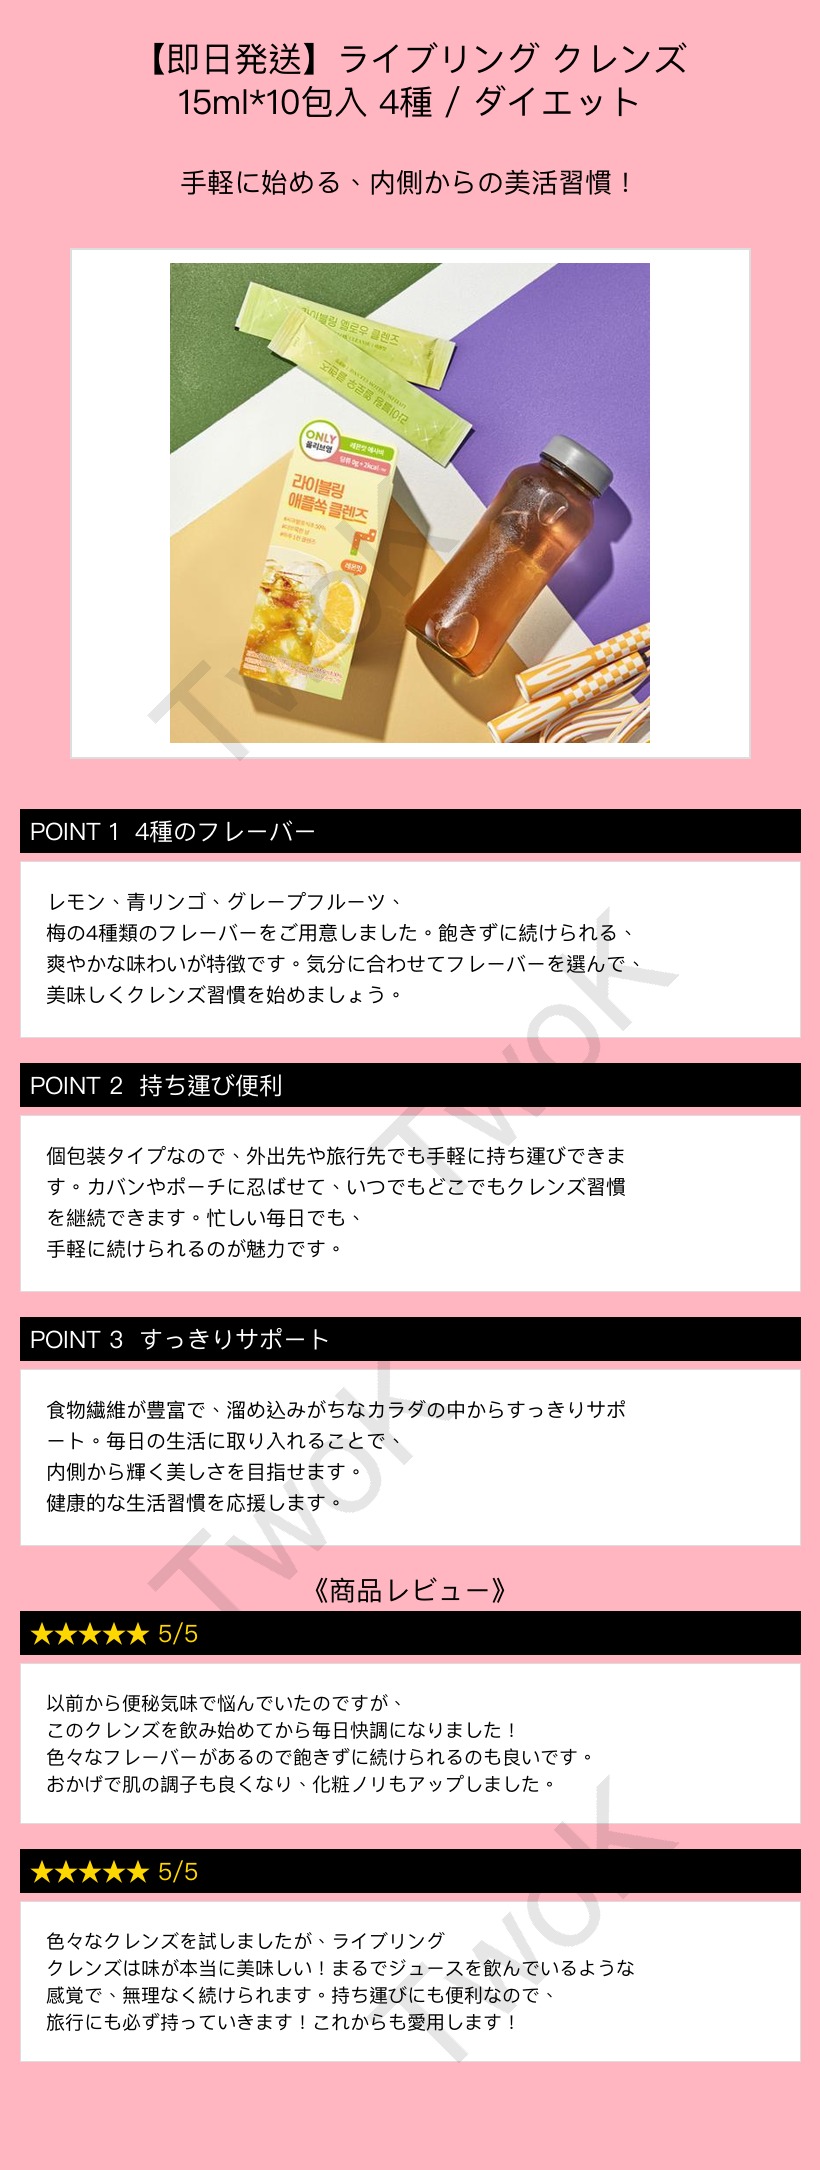 【即日発送】ライブリング クレンズ
15ml*10包入 4種 / ダイエット
手軽に始める、内側からの美活習慣！
라이블링 옐로우 클렌즈
라이블링 옐로우 클렌즈
ONLY
올리브영
레몬맛 애사비
당류 0g + 2kcal
라이블링
애플쏙 클렌즈
레몬맛
TwoK
POINT 1 4種のフレーバー
レモン、青リンゴ、グレープフルーツ、
梅の4種類のフレーバーをご用意しました。飽きずに続けられる、
爽やかな味わいが特徴です。気分に合わせてフレーバーを選んで、
美味しくクレンズ習慣を始めましょう。
TwoK
POINT 2 持ち運び便利
個包装タイプなので、外出先や旅行先でも手軽に持ち運びできま
す。カバンやポーチに忍ばせて、いつでもどこでもクレンズ習慣
を継続できます。忙しい毎日でも、
手軽に続けられるのが魅力です。
POINT 3 すっきりサポート
食物繊維が豊富で、溜め込みがちなカラダの中からすっきりサポ
ート。毎日の生活に取り入れることで、
内側から輝く美しさを目指せます。
健康的な生活習慣を応援します。
TwoK
《商品レビュー》
★★★★★ 5/5
以前から便秘気味で悩んでいたのですが、
このクレンズを飲み始めてから毎日快調になりました！
色々なフレーバーがあるので飽きずに続けられるのも良いです。
おかげで肌の調子も良くなり、化粧ノリもアップしました。
★★★★★ 5/5
色々なクレンズを試しましたが、ライブリング
クレンズは味が本当に美味しい！まるでジュースを飲んでいるような
感覚で、無理なく続けられます。持ち運びにも便利なので、
旅行にも必ず持っていきます！これからも愛用します！
TwoK